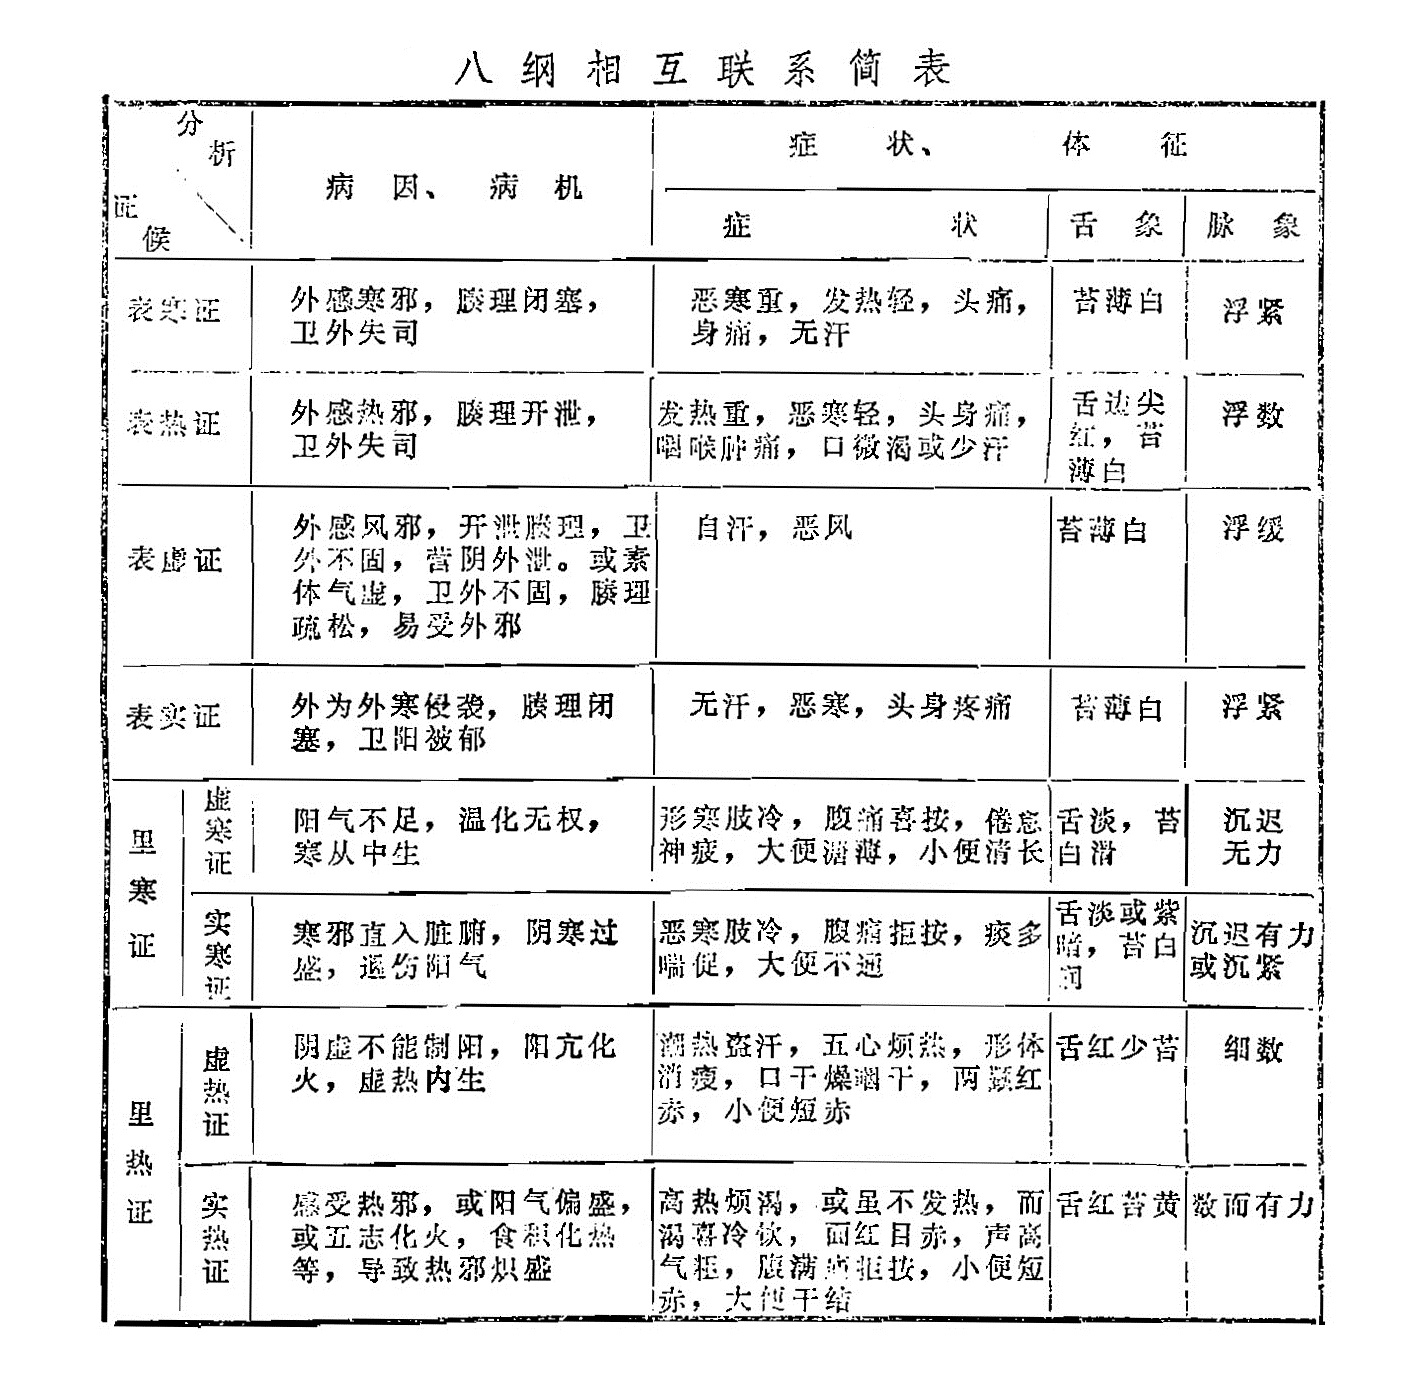 八纲相互联系简表
分析
证候
病因、病机
症状、体征
症状
舌象
脉象
表寒证
外感寒邪，腠理闭塞，
卫外失司
恶寒重，发热轻，头痛，
身痛，无汗
苔薄白
浮紧
表热证
外感热邪，腠理开泄，
卫外失司
发热重，恶寒轻，头身痛，
咽喉肿痛，口微渴或少汗
舌边尖
红，苔
薄白
浮数
表虚证
外感风邪，开泄腠理，卫
外不固，营阴外泄。或素
体气虚，卫外不固，腠理
疏松，易受外邪
自汗，恶风
苔薄白
浮缓
表实证
外为外寒侵袭，腠理闭
塞，卫阳被郁
无汗，恶寒，头身疼痛
苔薄白
浮紧
里寒证
虚寒证
阳气不足，温化无权，
寒从中生
形寒肢冷，腹痛喜按，倦怠
神疲，大便溏薄，小便清长
舌淡，苔
白滑
沉迟
无力
实寒证
寒邪直入脏腑，阴寒过
盛，遏伤阳气
恶寒肢冷，腹痛拒按，痰多
喘促，大便不通
舌淡或紫
暗，苔白
润
沉迟有力
或沉紧
里热证
虚热证
阴虚不能制阳，阳亢化
火，虚热内生
潮热盗汗，五心烦热，形体
消瘦，口干燥咽干，两颧红
赤，小便短赤
舌红少苔
细数
实热证
感受热邪，或阳气偏盛，
或五志化火，食积化热
等，导致热邪炽盛
高热烦渴，或虽不发热，而
渴喜冷饮，面红目赤，声高
气粗，腹满痛拒按，小便短
赤，大便干结
舌红苔黄
数而有力